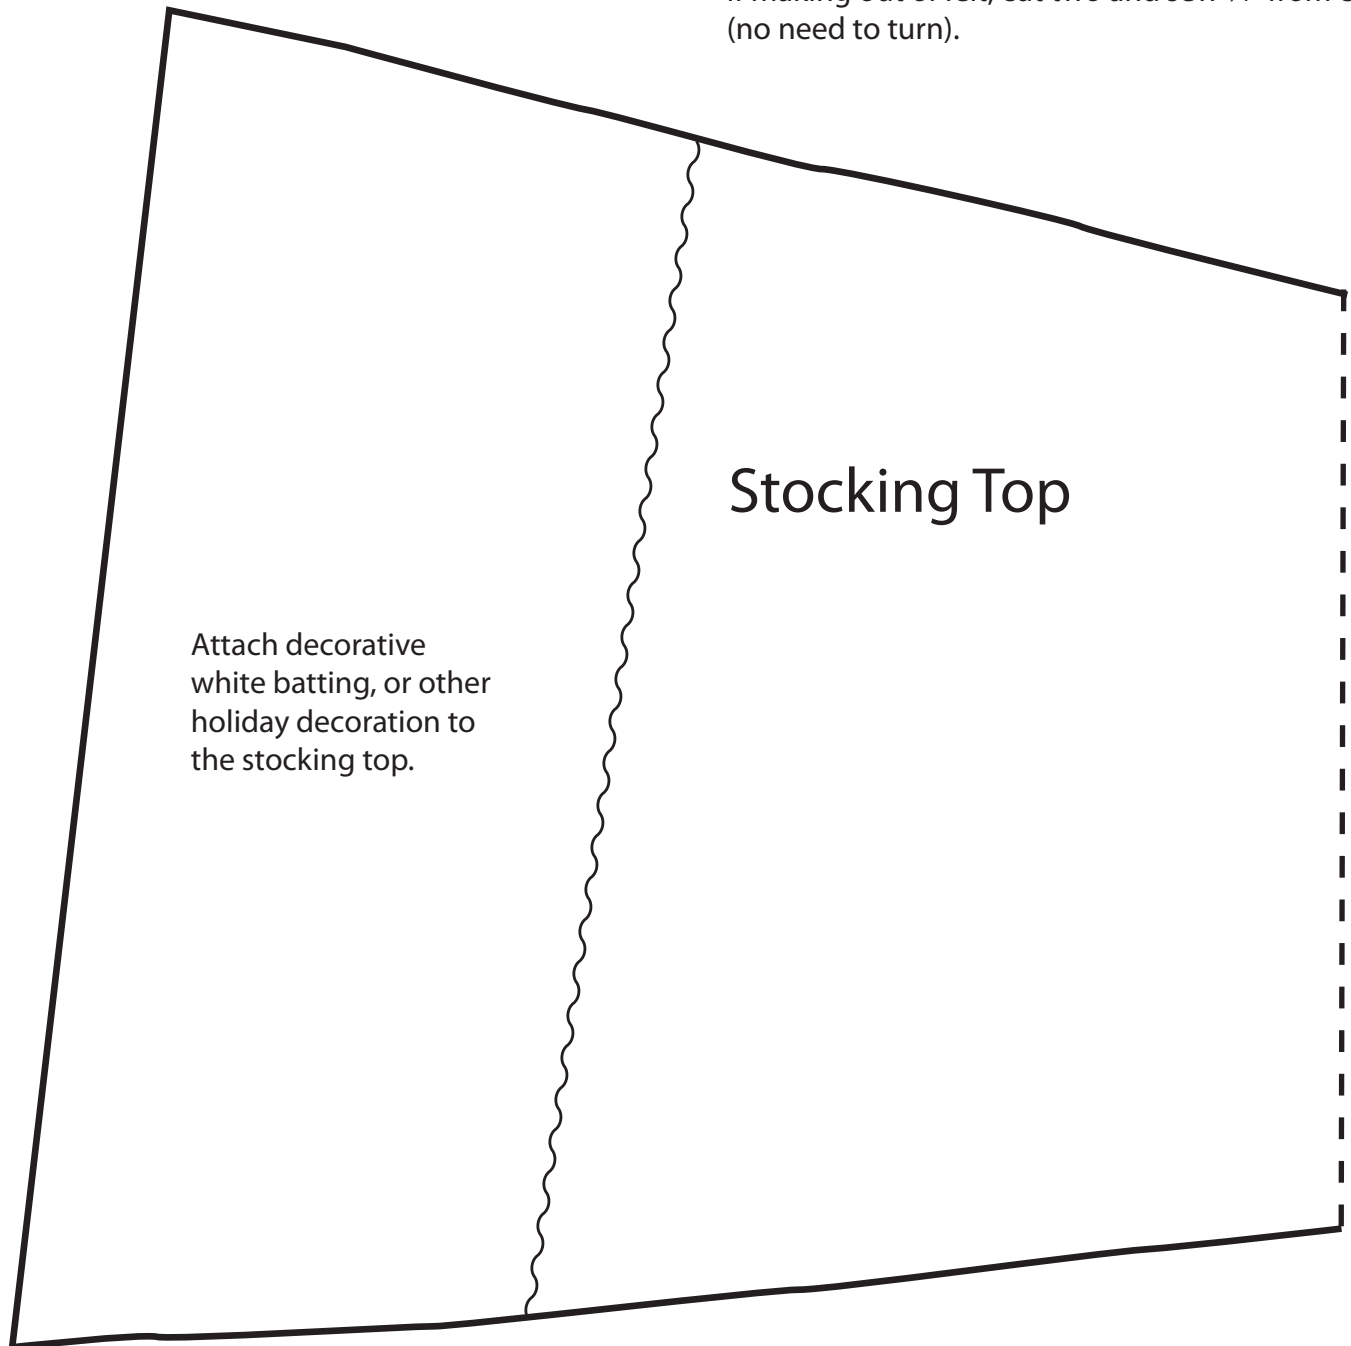 (no need to turn).
Stocking Top
Attach decorative
white batting, or other
holiday decoration to
the stocking top.